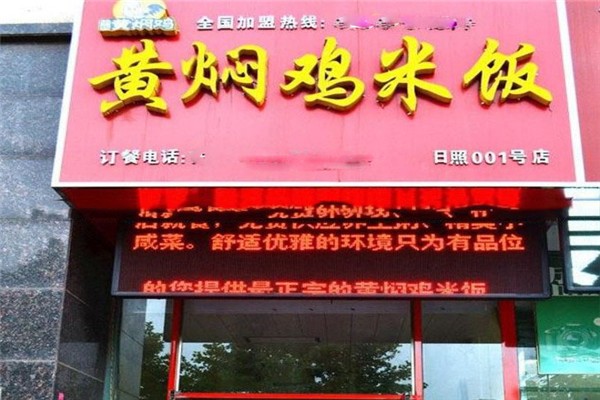 黄焖鸡
全国加盟热线:
黄焖鸡米饭
订餐电话:
日照001号店
咸菜。舒适优雅的环境只为有品位
的您提供最正宗的黄焖鸡米饭